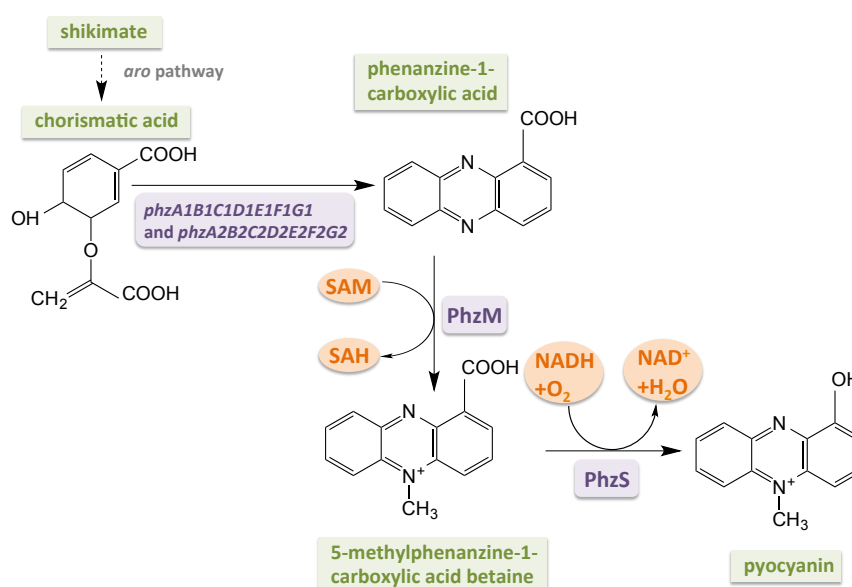 shikimate
aro pathway
chorismatic acid
COOH
OH
O
CH₂
COOH
phzA1B1C1D1E1F1G1
and phzA2B2C2D2E2F2G2
phenanzine-1-
carboxylic acid
COOH
N
N
SAM
SAH
PhzM
COOH
N
N⁺
CH₃
5-methylphenanzine-1-
carboxylic acid betaine
NADH
+O₂
NAD⁺
+H₂O
PhzS
OH
N
N⁺
CH₃
pyocyanin